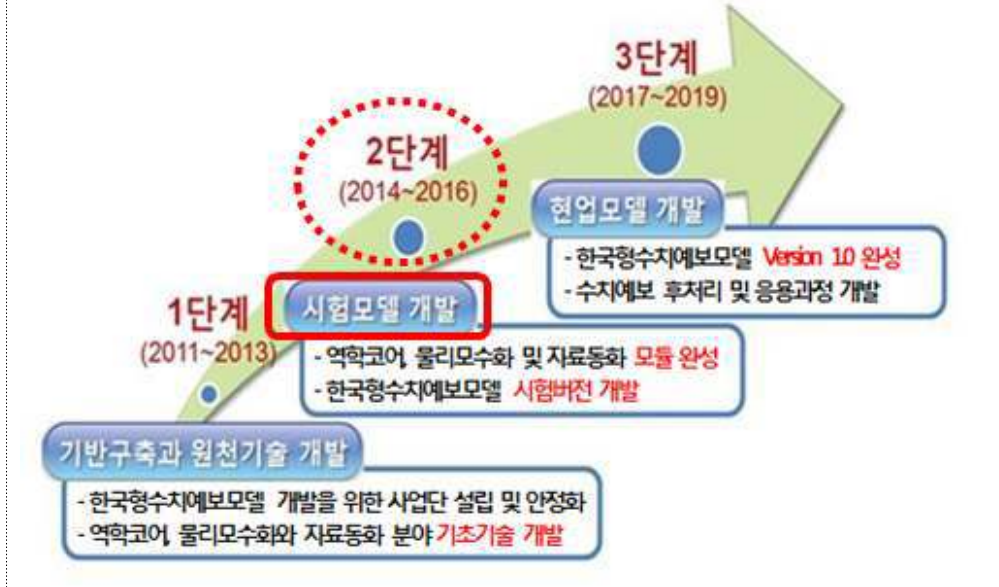 3단계
(2017~2019)
2단계
(2014~2016)
현업모델 개발
- 한국형수치예보모델 Version 1.0 완성
- 수치예보 후처리 및 응용과정 개발
1단계
(2011~2013)
시험모델 개발
- 역학코어, 물리모수화 및 자료동화 모듈 완성
- 한국형수치예보모델 시험버전 개발
기반구축과 원천기술 개발
- 한국형수치예보모델 개발을 위한 사업단 설립 및 안정화
- 역학코어, 물리모수화와 자료동화 분야 기초기술 개발